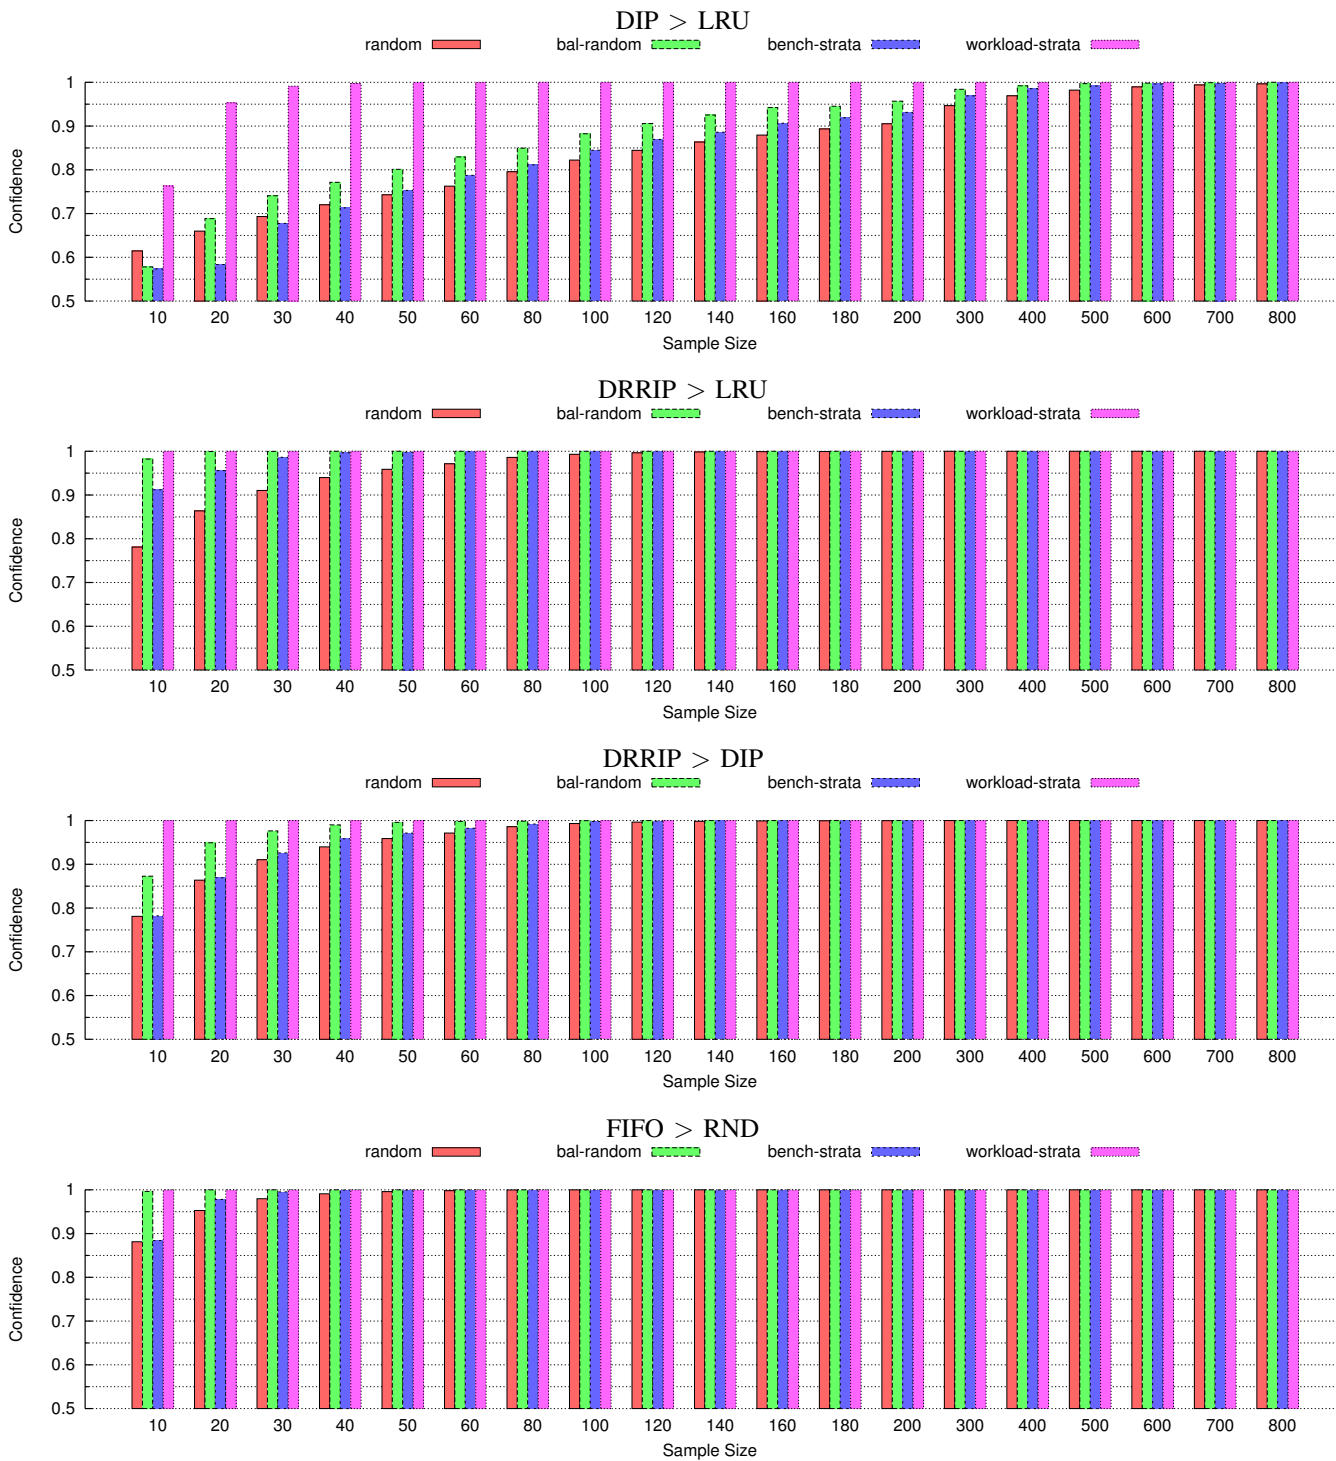 DIP > LRU
random bal-random bench-strata workload-strata
1
0.9
0.8
0.7
0.6
0.5
Confidence
10 20 30 40 50 60 80 100 120 140 160 180 200 300 400 500 600 700 800
Sample Size
DRRIP > LRU
random bal-random bench-strata workload-strata
1
0.9
0.8
0.7
0.6
0.5
Confidence
10 20 30 40 50 60 80 100 120 140 160 180 200 300 400 500 600 700 800
Sample Size
DRRIP > DIP
random bal-random bench-strata workload-strata
1
0.9
0.8
0.7
0.6
0.5
Confidence
10 20 30 40 50 60 80 100 120 140 160 180 200 300 400 500 600 700 800
Sample Size
FIFO > RND
random bal-random bench-strata workload-strata
1
0.9
0.8
0.7
0.6
0.5
Confidence
10 20 30 40 50 60 80 100 120 140 160 180 200 300 400 500 600 700 800
Sample Size